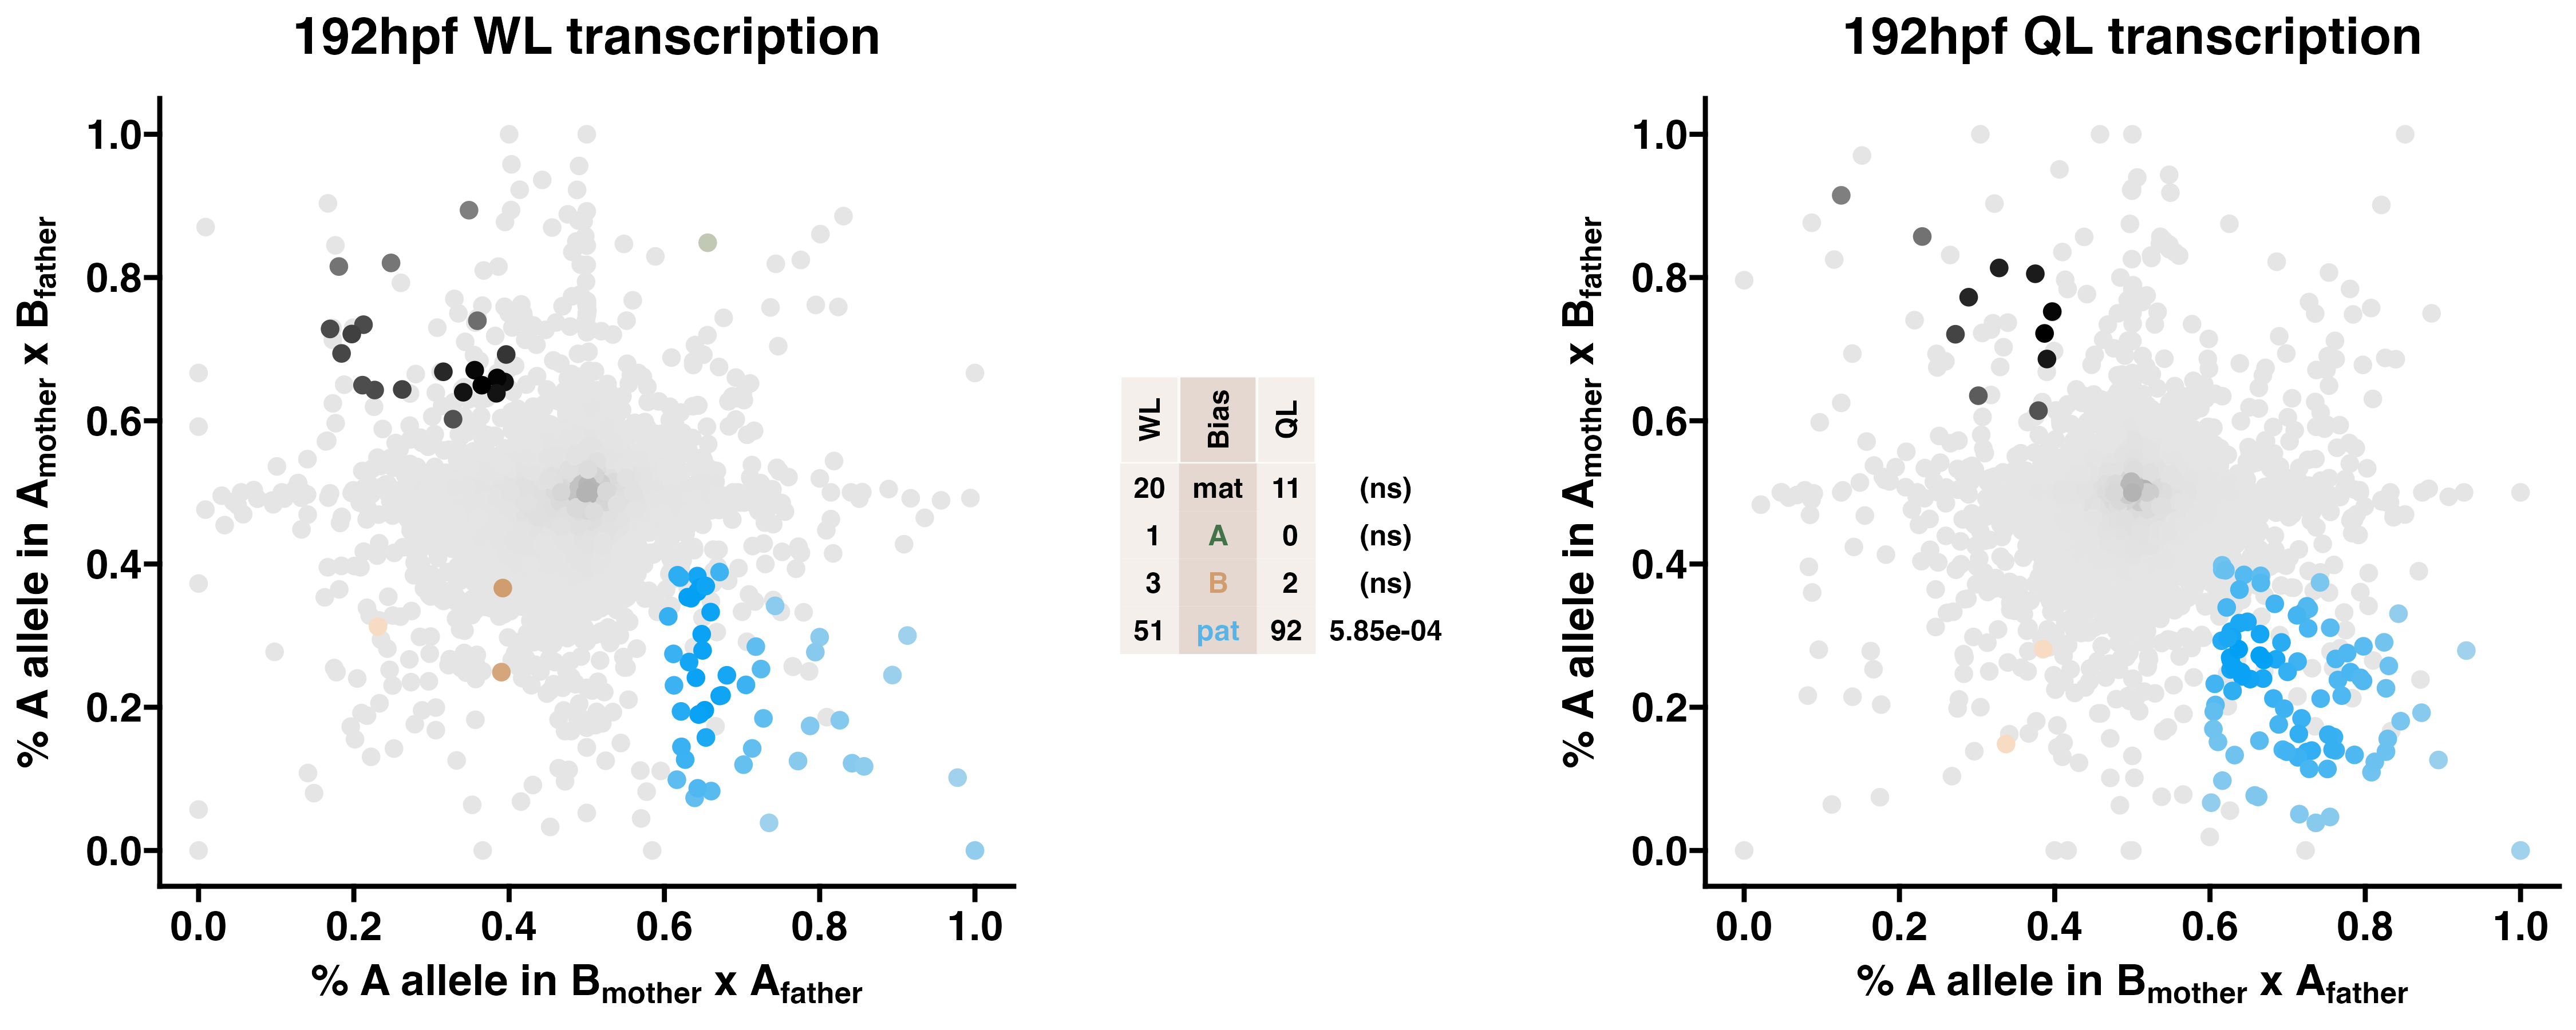 192hpf WL transcription
% A allele in Amother x Bfather
1.0
0.8
0.6
0.4
0.2
0.0
0.0 0.2 0.4 0.6 0.8 1.0
% A allele in Bmother x Afather
WL Bias QL
20 mat 11 (ns)
1 A 0 (ns)
3 B 2 (ns)
51 pat 92 5.85e-04
192hpf QL transcription
% A allele in Amother x Bfather
1.0
0.8
0.6
0.4
0.2
0.0
0.0 0.2 0.4 0.6 0.8 1.0
% A allele in Bmother x Afather